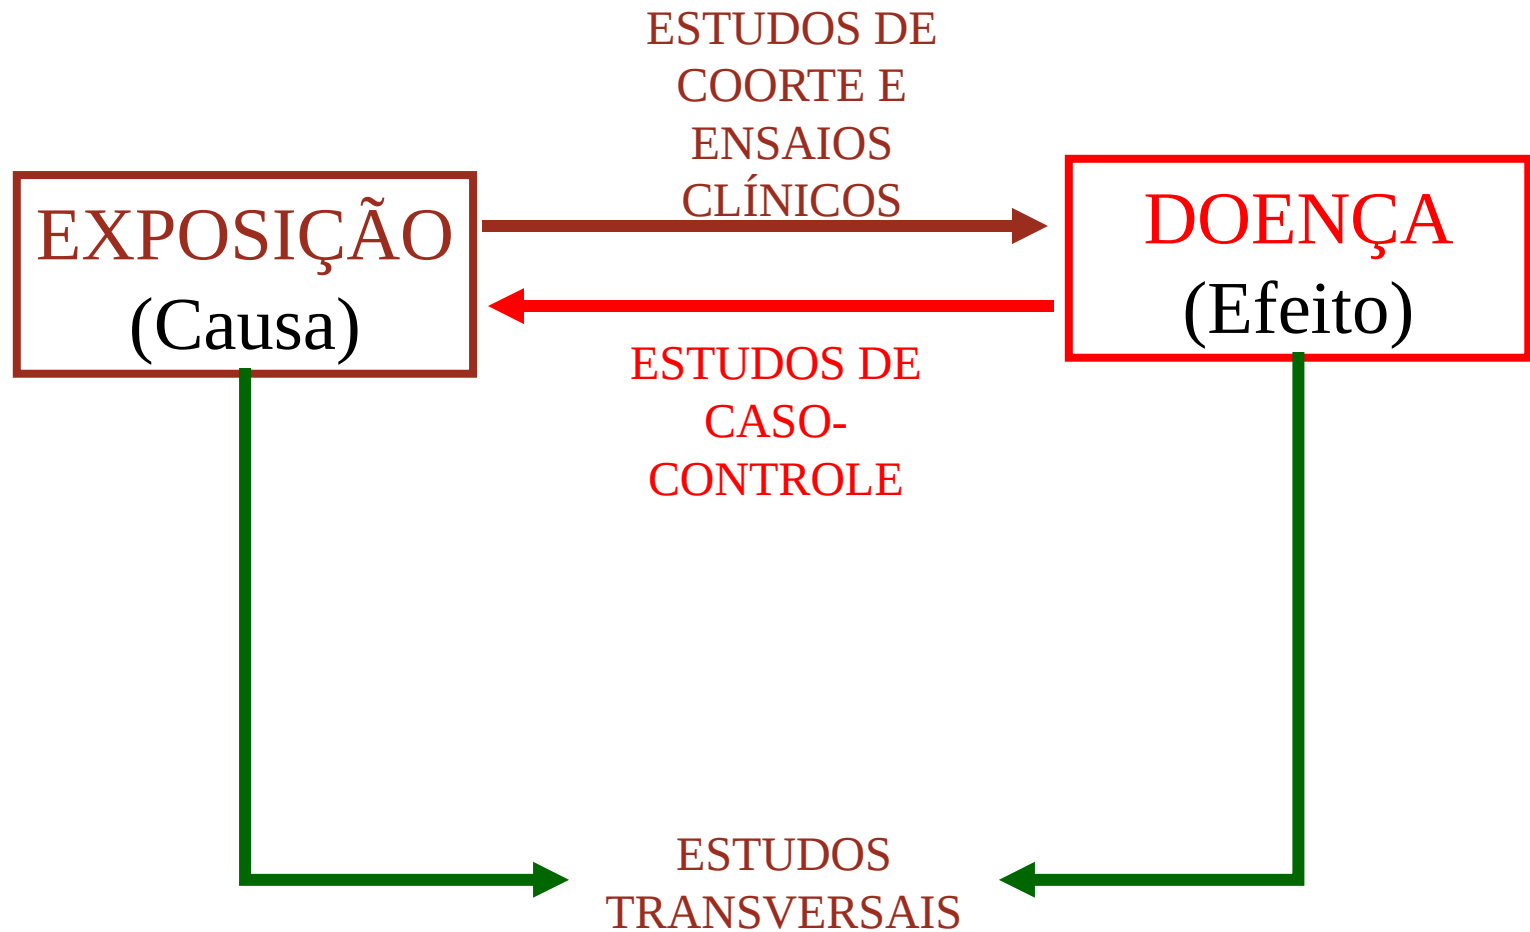 ESTUDOS DE
COORTE E
ENSAIOS
CLÍNICOS
EXPOSIÇÃO
(Causa)
DOENÇA
(Efeito)
ESTUDOS DE
CASO-
CONTROLE
ESTUDOS
TRANSVERSAIS